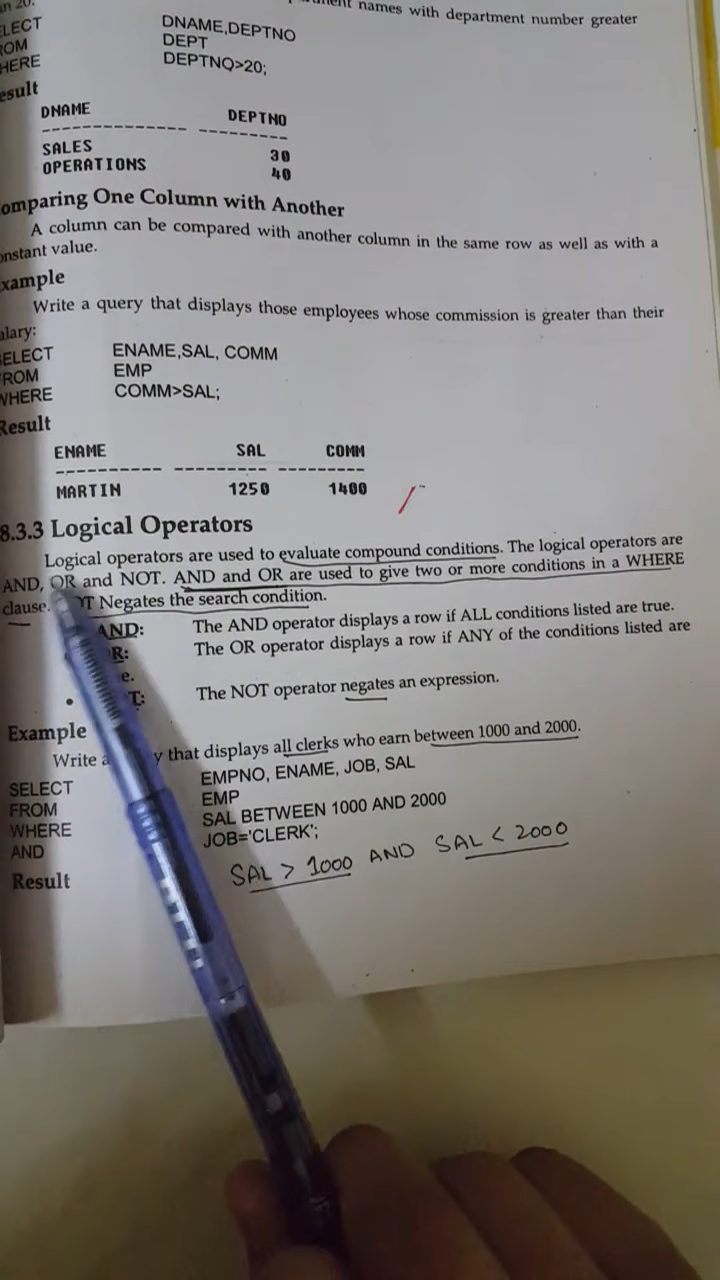 names with department number greater
ELECT DNAME,DEPTNO
ROM DEPT
HERE DEPTNO>20;
esult
DNAME DEPTNO
SALES 30
OPERATIONS 40
omparing One Column with Another
A column can be compared with another column in the same row as well as with a
onstant value.
xample
Write a query that displays those employees whose commission is greater than their
alary:
ELECT ENAME,SAL, COMM
ROM EMP
WHERE COMM>SAL;
Result
ENAME SAL COMM
MARTIN 1250 1400
8.3.3 Logical Operators
Logical operators are used to evaluate compound conditions. The logical operators are
AND, OR and NOT. AND and OR are used to give two or more conditions in a WHERE
clause. T Negates the search condition.
AND: The AND operator displays a row if ALL conditions listed are true.
R: The OR operator displays a row if ANY of the conditions listed are
e.
• T: The NOT operator negates an expression.
Example
Write a y that displays all clerks who earn between 1000 and 2000.
SELECT EMPNO, ENAME, JOB, SAL
FROM EMP
WHERE SAL BETWEEN 1000 AND 2000
AND JOB='CLERK';
SAL > 1000 AND SAL < 2000
Result